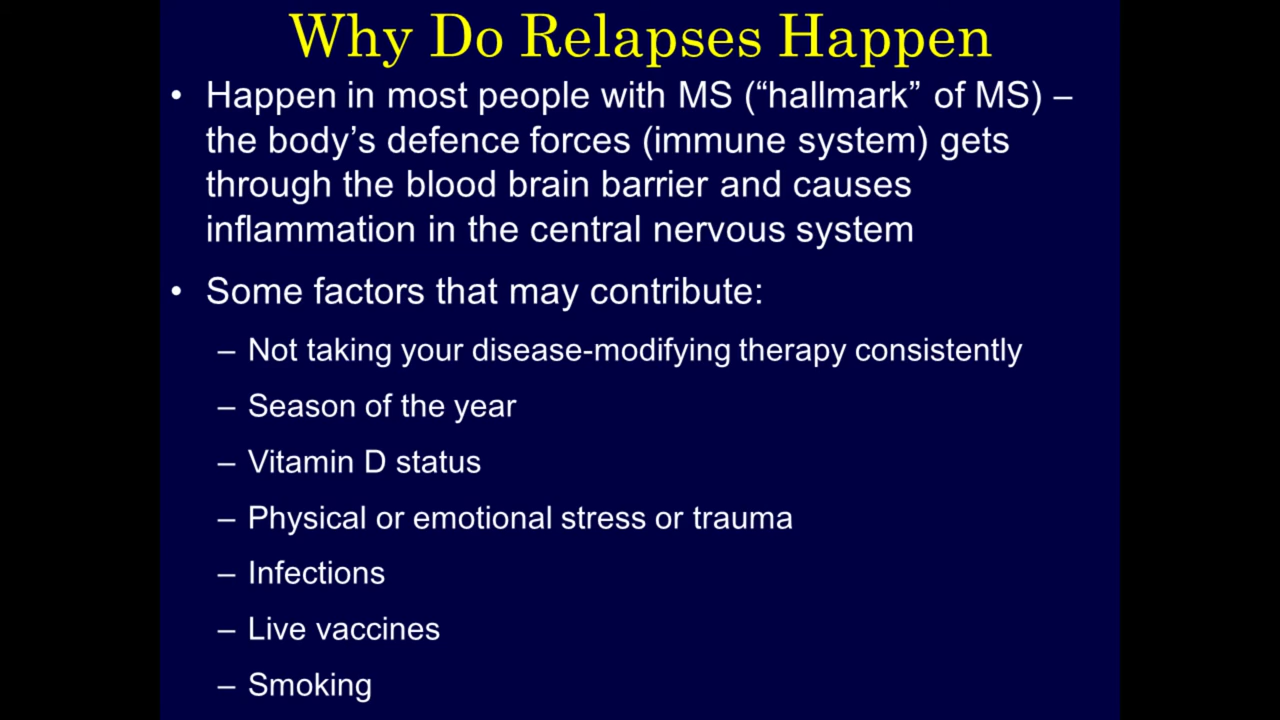 Why Do Relapses Happen
• Happen in most people with MS (“hallmark” of MS) –
the body’s defence forces (immune system) gets
through the blood brain barrier and causes
inflammation in the central nervous system
• Some factors that may contribute:
– Not taking your disease-modifying therapy consistently
– Season of the year
– Vitamin D status
– Physical or emotional stress or trauma
– Infections
– Live vaccines
– Smoking